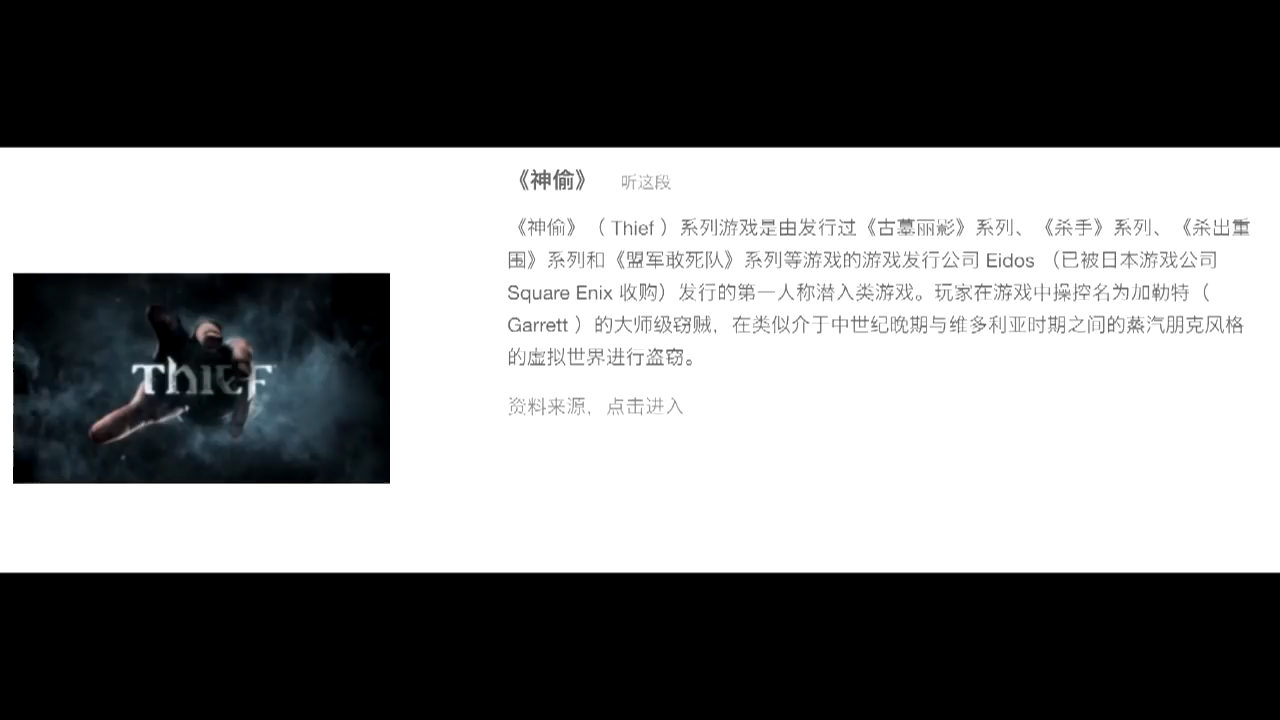 《神偷》 听这段
《神偷》（ Thief ）系列游戏是由发行过《古墓丽影》系列、《杀手》系列、《杀出重
围》系列和《盟军敢死队》系列等游戏的游戏发行公司 Eidos （已被日本游戏公司
Square Enix 收购）发行的第一人称潜入类游戏。玩家在游戏中操控名为加勒特（
Garrett ）的大师级窃贼，在类似介于中世纪晚期与维多利亚时期之间的蒸汽朋克风格
的虚拟世界进行盗窃。
THIEF
资料来源，点击进入